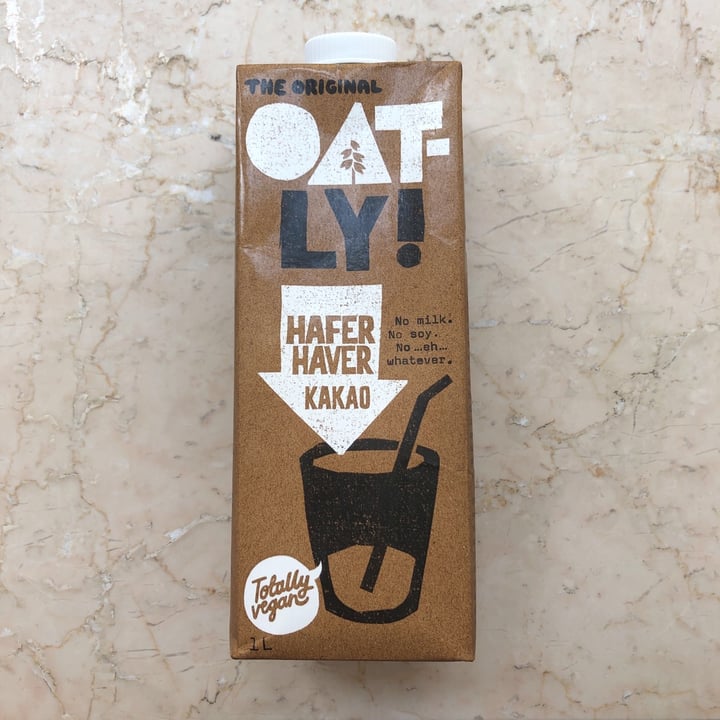 THE ORIGINAL
OAT-
LY!
HAFER
HAVER
KAKAO
No milk.
No soy.
No ...eh...
whatever.
Totally
vegan
1L